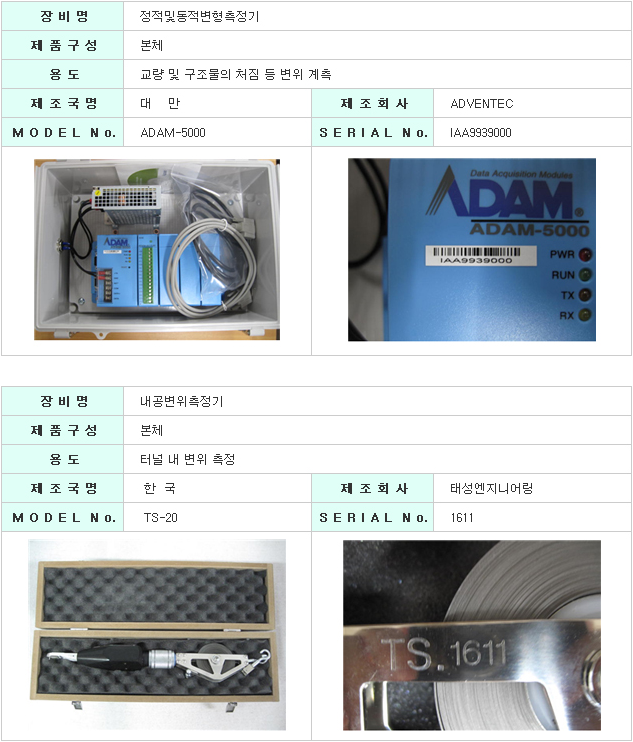 장 비 명 정적및동적변형측정기
제 품 구 성 본체
용 도 교량 및 구조물의 처짐 등 변위 계측
제 조 국 명 대 만 제 조 회 사 ADVENTEC
M O D E L N o. ADAM-5000 S E R I A L N o. IAA9939000
ADAM
Data Acquisition Modules
ADAM®
ADAM-5000
IAA9939000
PWR
RUN
TX
RX
장 비 명 내공변위측정기
제 품 구 성 본체
용 도 터널 내 변위 측정
제 조 국 명 한 국 제 조 회 사 태성엔지니어링
M O D E L N o. TS-20 S E R I A L N o. 1611
TS. 1611